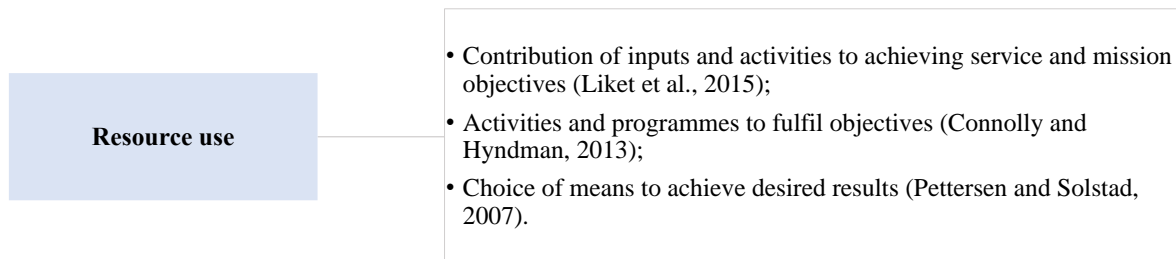 Resource use
• Contribution of inputs and activities to achieving service and mission
objectives (Liket et al., 2015);
• Activities and programmes to fulfil objectives (Connolly and
Hyndman, 2013);
• Choice of means to achieve desired results (Pettersen and Solstad,
2007).